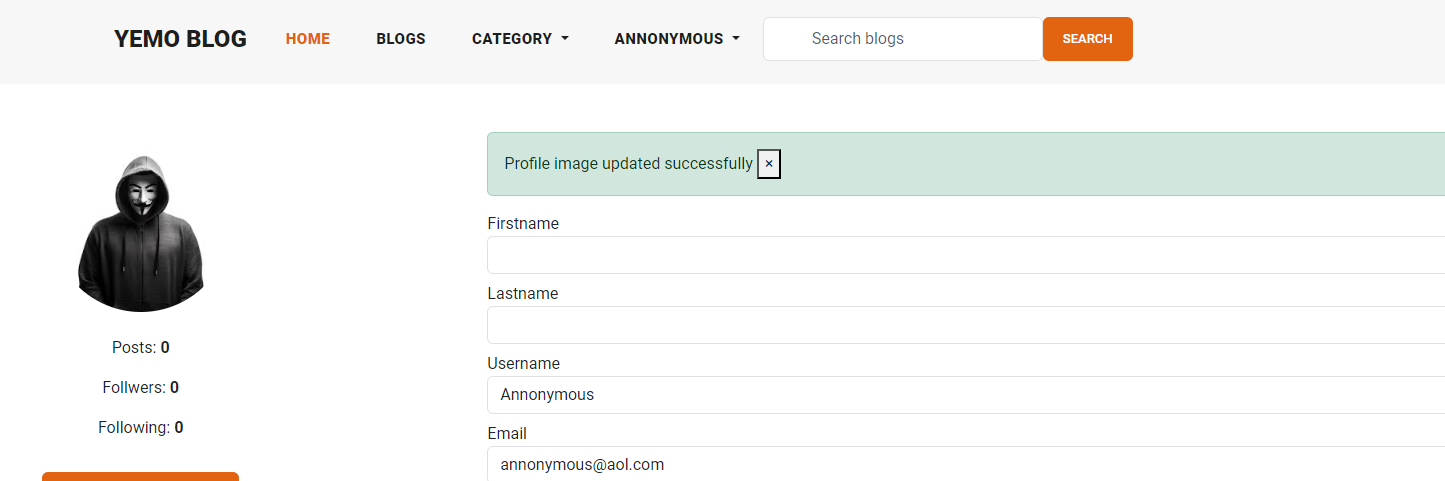 YEMO BLOG HOME BLOGS CATEGORY ANNONYMOUS Search blogs SEARCH
Profile image updated successfully ×
Firstname
Lastname
Username
Annonymous
Email
annonymous@aol.com
Posts: 0
Follwers: 0
Following: 0